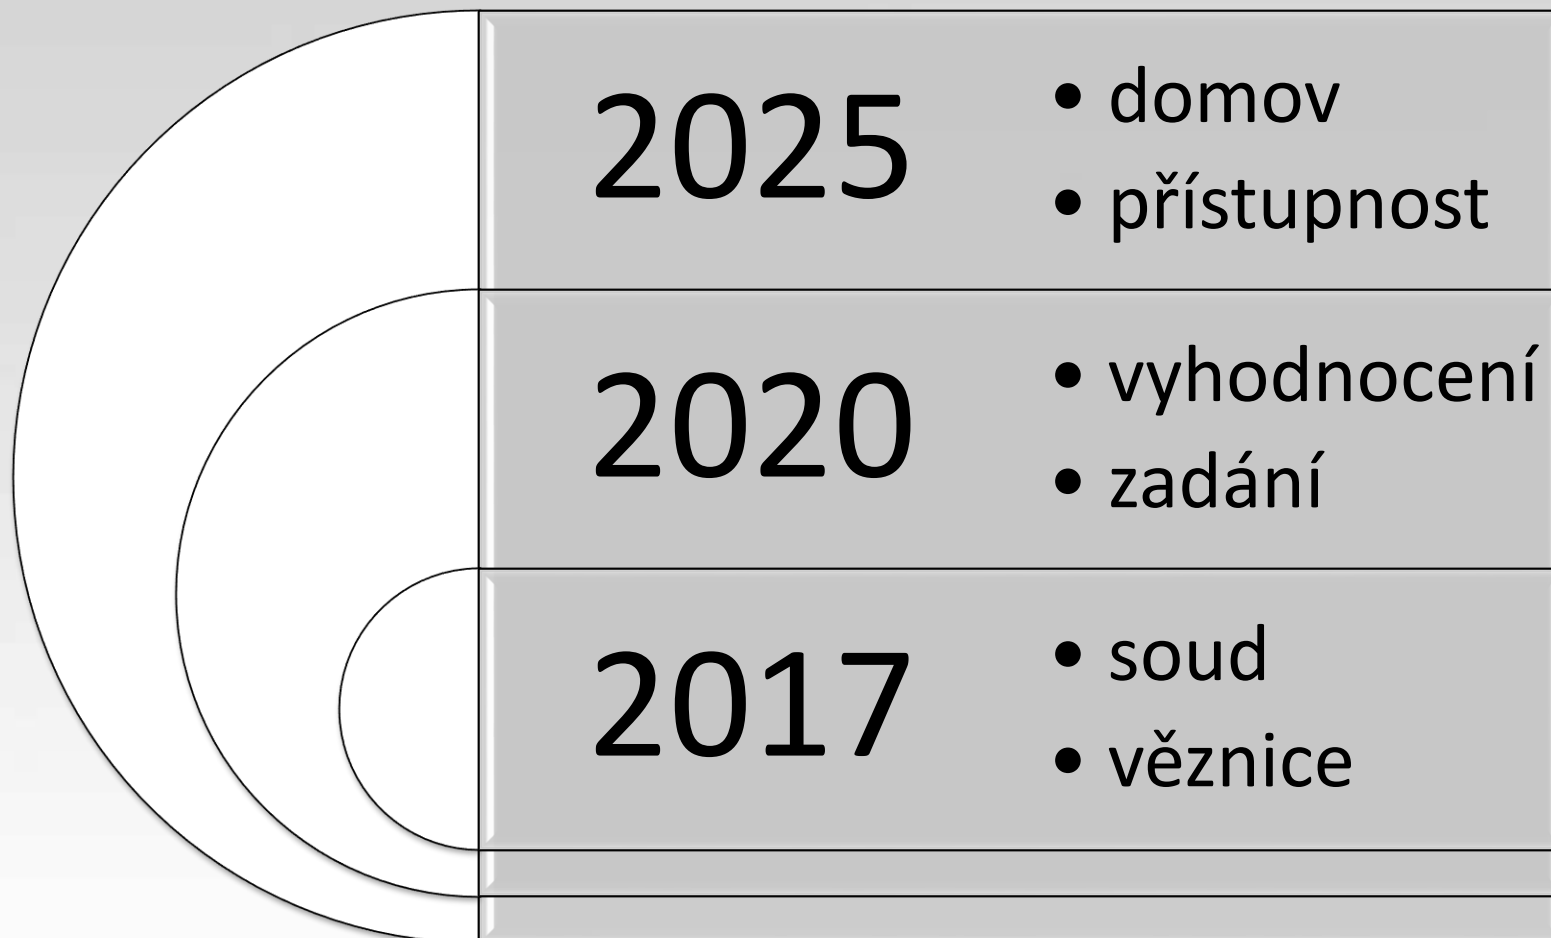 2025
• domov
• přístupnost
2020
• vyhodnocení
• zadání
2017
• soud
• věznice